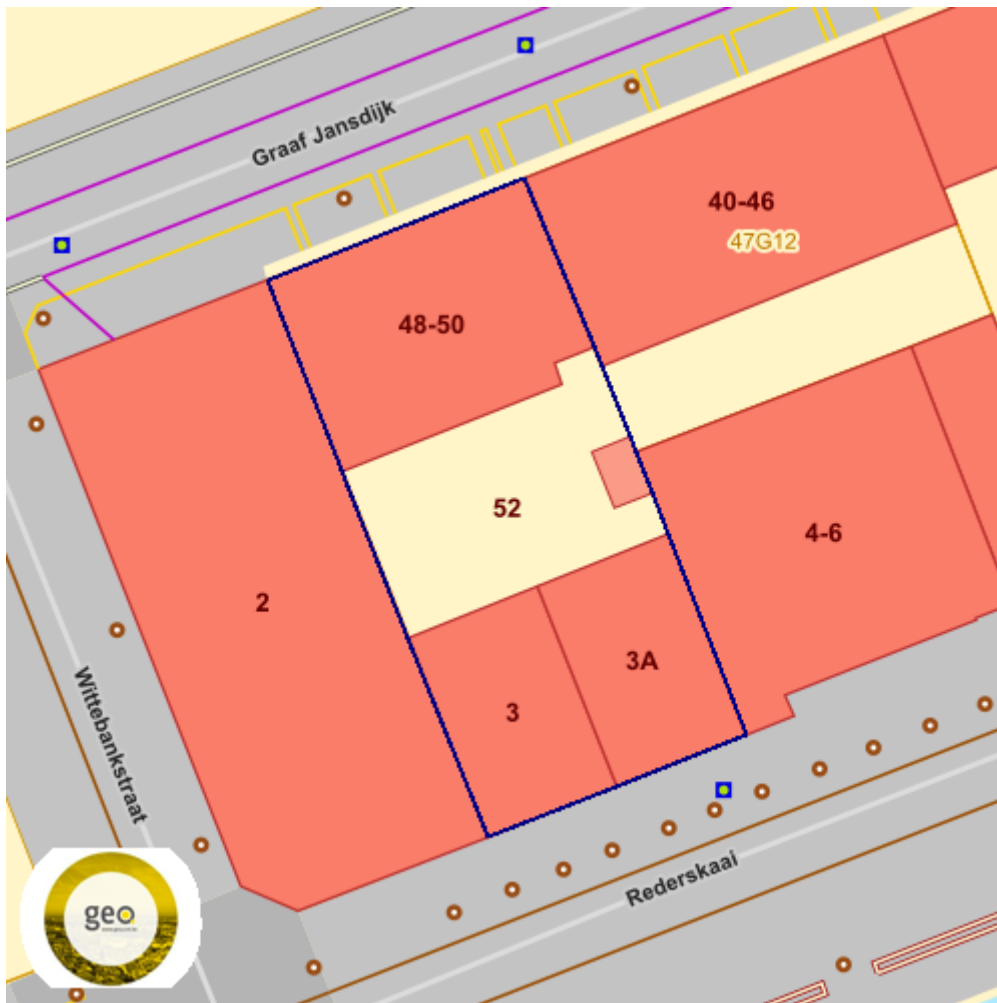 Graaf Jansdijk
40-46
47G12
48-50
52
4-6
2
3A
3
Wittebankstraat
Rederskaai
geo.